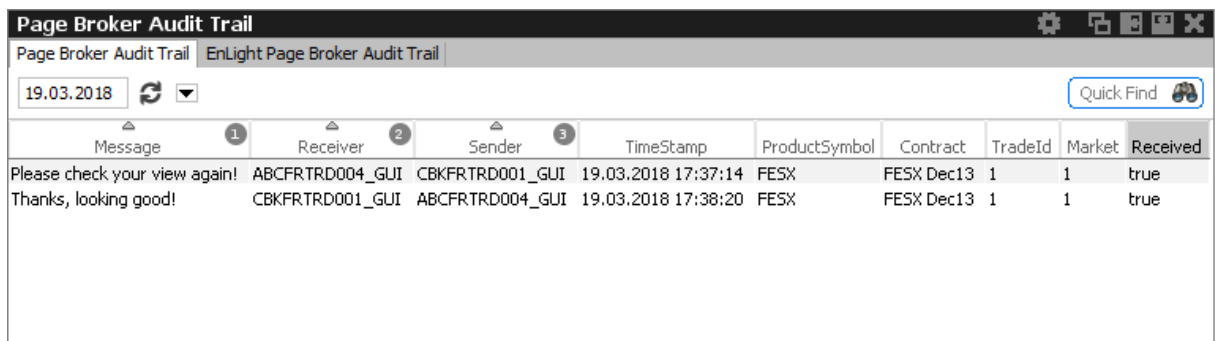 Page Broker Audit Trail
Page Broker Audit Trail EnLight Page Broker Audit Trail
19.03.2018 Quick Find
Message 1 Receiver 2 Sender 3 TimeStamp ProductSymbol Contract TradeId Market Received
Please check your view again! ABCFRTRD004_GUI CBKFRTRD001_GUI 19.03.2018 17:37:14 FESX FESX Dec13 1 1 true
Thanks, looking good! CBKFRTRD001_GUI ABCFRTRD004_GUI 19.03.2018 17:38:20 FESX FESX Dec13 1 1 true